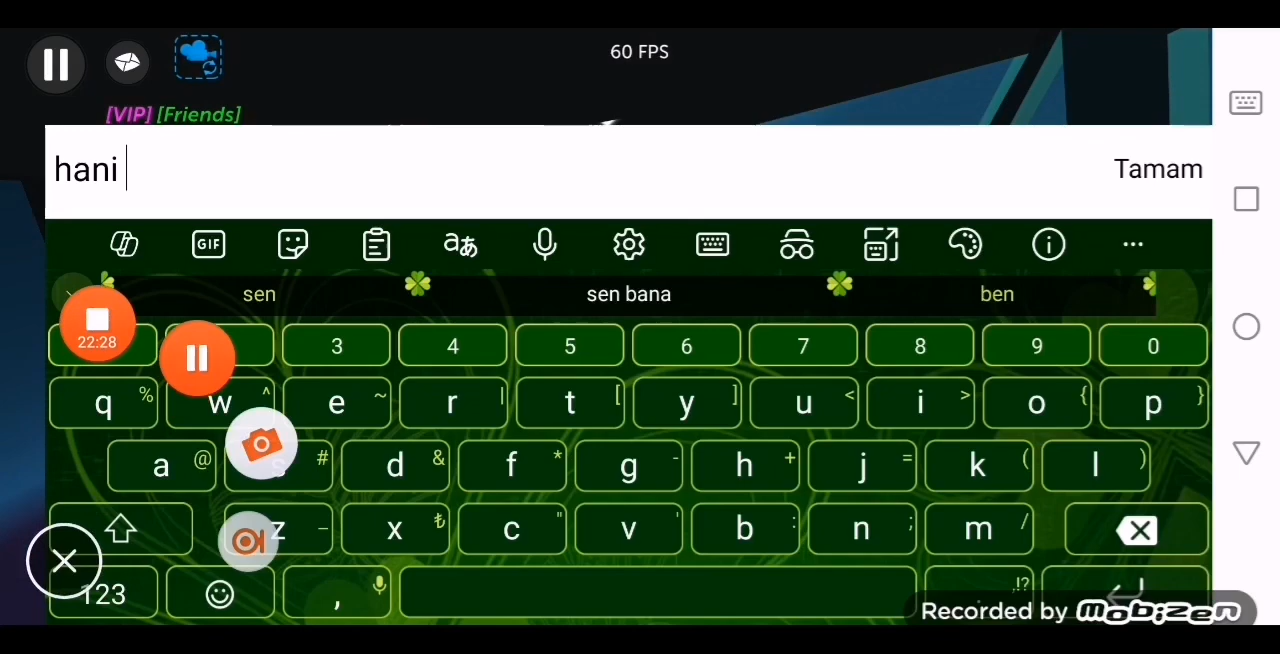 60 FPS
[VIP] [Friends]
hani
Tamam
GIF
sen sen bana ben
22:28
3 4 5 6 7 8 9 0
q % w ^ e ~ r | t [ y ] u < i > o { p }
a @ s # d & f * g - h + j = k ( l )
z _ x ₺ c " v ' b : n ; m /
123 , .!?
Recorded by mobizen